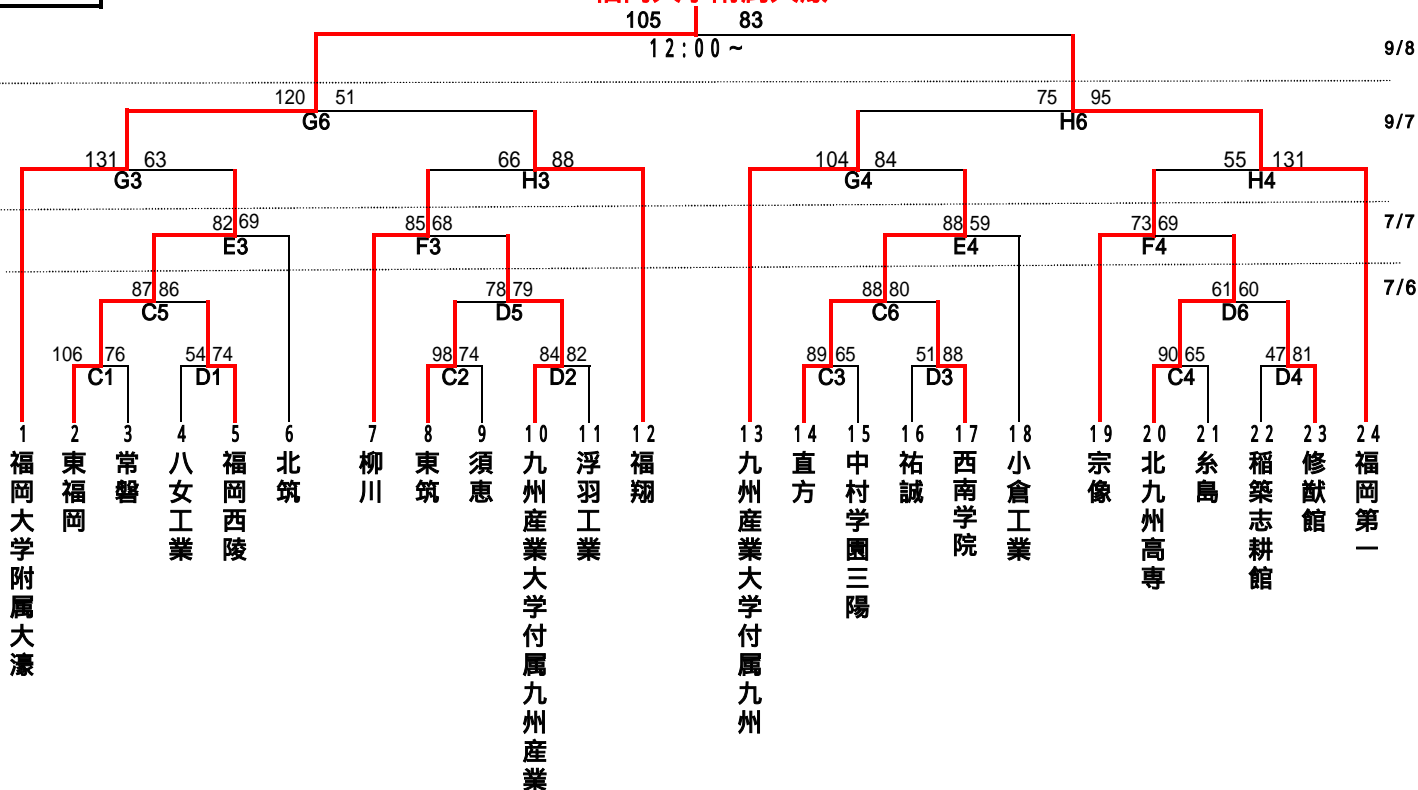 105 83
12:00～
9/8
120 51
G6
75 95
H6
9/7
131 63
G3
66 88
H3
104 84
G4
55 131
H4
82 69
E3
85 68
F3
88 59
E4
73 69
F4
7/7
87 86
C5
78 79
D5
88 80
C6
61 60
D6
7/6
106 76
C1
54 74
D1
98 74
C2
84 82
D2
89 65
C3
51 88
D3
90 65
C4
47 81
D4
1 福岡大学附属大濠
2 東福岡
3 常磐
4 八女工業
5 福岡西陵
6 北筑
7 柳川
8 東筑
9 須恵
10 九州産業大学付属九州産業
11 浮羽工業
12 福翔
13 九州産業大学付属九州
14 直方
15 中村学園三陽
16 祐誠
17 西南学院
18 小倉工業
19 宗像
20 北九州高専
21 糸島
22 稲築志耕館
23 修猷館
24 福岡第一